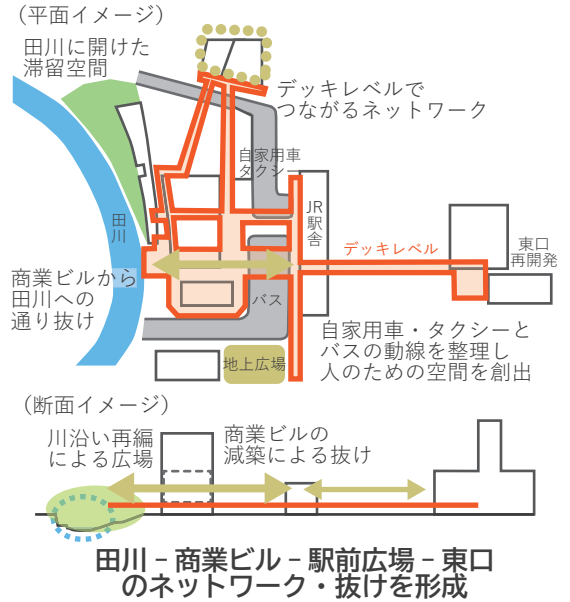 （平面イメージ）
田川に開けた
滞留空間
デッキレベルで
つながるネットワーク
自家用車
タクシー
JR
駅
舎
田
川
デッキレベル
東口
再開発
商業ビルから
田川への
通り抜け
バス
自家用車・タクシーと
バスの動線を整理し
人のための空間を創出
地上広場
（断面イメージ）
川沿い再編
による広場
商業ビルの
減築による抜け
田川－商業ビル－駅前広場－東口
のネットワーク・抜けを形成